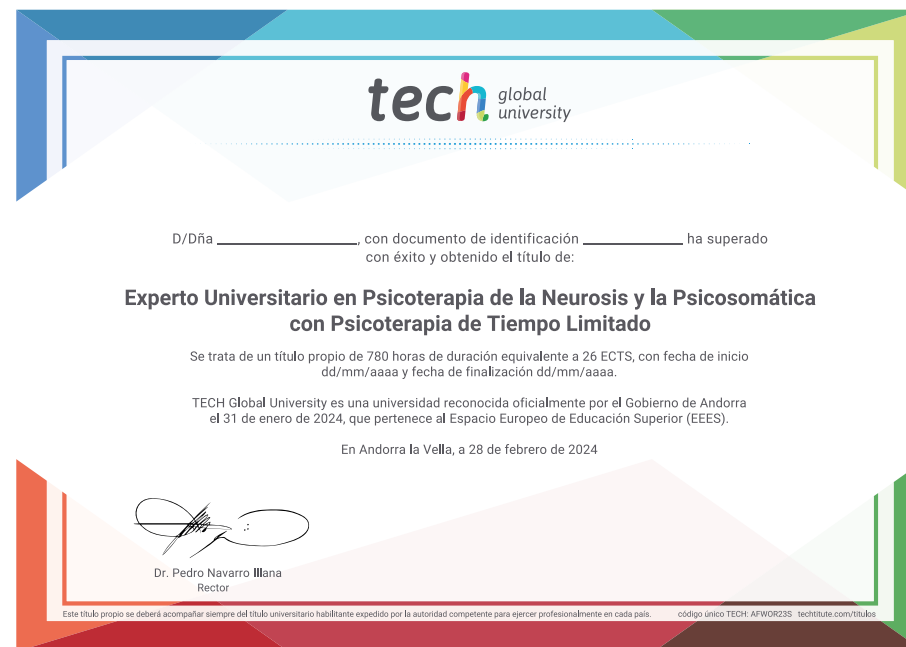 tech global university
D/Dña ____________________, con documento de identificación ______________ ha superado
con éxito y obtenido el título de:
Experto Universitario en Psicoterapia de la Neurosis y la Psicosomática
con Psicoterapia de Tiempo Limitado
Se trata de un título propio de 780 horas de duración equivalente a 26 ECTS, con fecha de inicio
dd/mm/aaaa y fecha de finalización dd/mm/aaaa.
TECH Global University es una universidad reconocida oficialmente por el Gobierno de Andorra
el 31 de enero de 2024, que pertenece al Espacio Europeo de Educación Superior (EEES).
En Andorra la Vella, a 28 de febrero de 2024
Dr. Pedro Navarro Illana
Rector
Este título propio se deberá acompañar siempre del título universitario habilitante expedido por la autoridad competente para ejercer profesionalmente en cada país. código único TECH: AFWOR23S techtitute.com/titulos